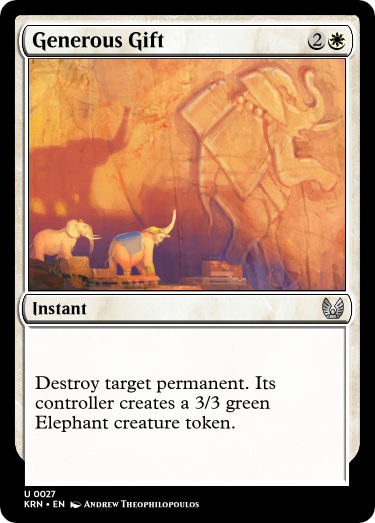 Generous Gift 2
Instant
Destroy target permanent. Its
controller creates a 3/3 green
Elephant creature token.
U 0027
KRN • EN Andrew Theophilopoulos